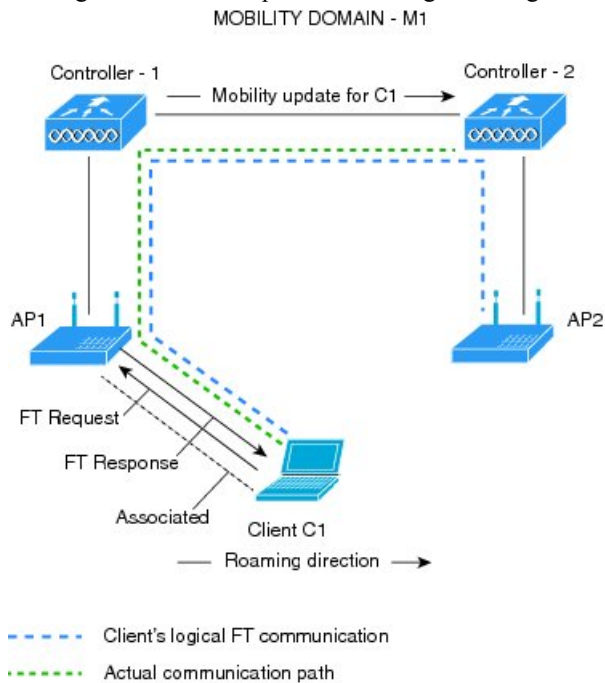 MOBILITY DOMAIN - M1
Controller - 1
Controller - 2
Mobility update for C1
AP1
AP2
FT Request
FT Response
Associated
Client C1
Roaming direction
Client's logical FT communication
Actual communication path